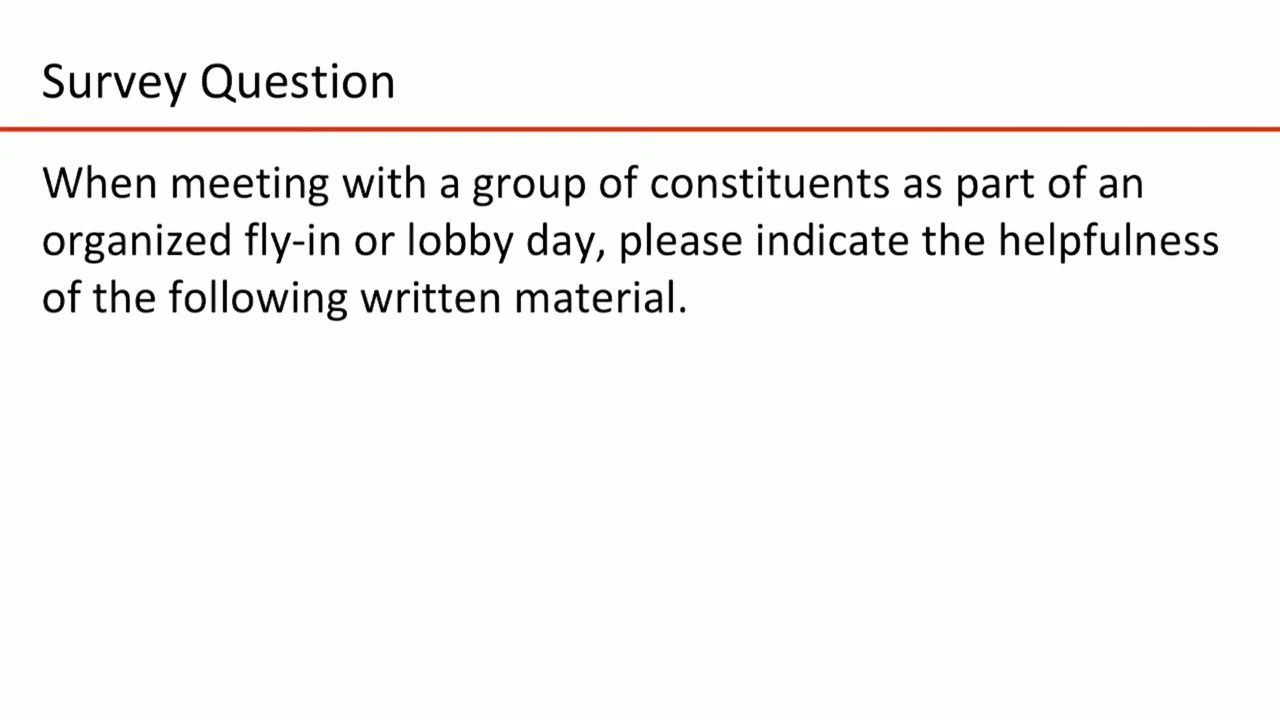 Survey Question
When meeting with a group of constituents as part of an
organized fly-in or lobby day, please indicate the helpfulness
of the following written material.